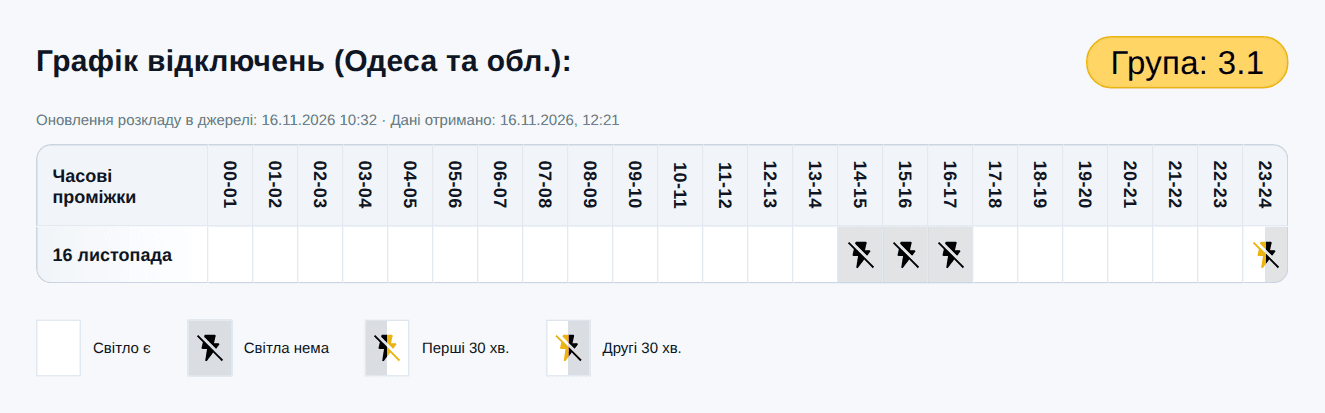 Графік відключень (Одеса та обл.):
Група: 3.1
Оновлення розкладу в джерелі: 16.11.2026 10:32 · Дані отримано: 16.11.2026, 12:21
Часові
проміжки
00-01 01-02 02-03 03-04 04-05 05-06 06-07 07-08 08-09 09-10 10-11 11-12 12-13 13-14 14-15 15-16 16-17 17-18 18-19 19-20 20-21 21-22 22-23 23-24
16 листопада
Світло є Світла нема Перші 30 хв. Другі 30 хв.